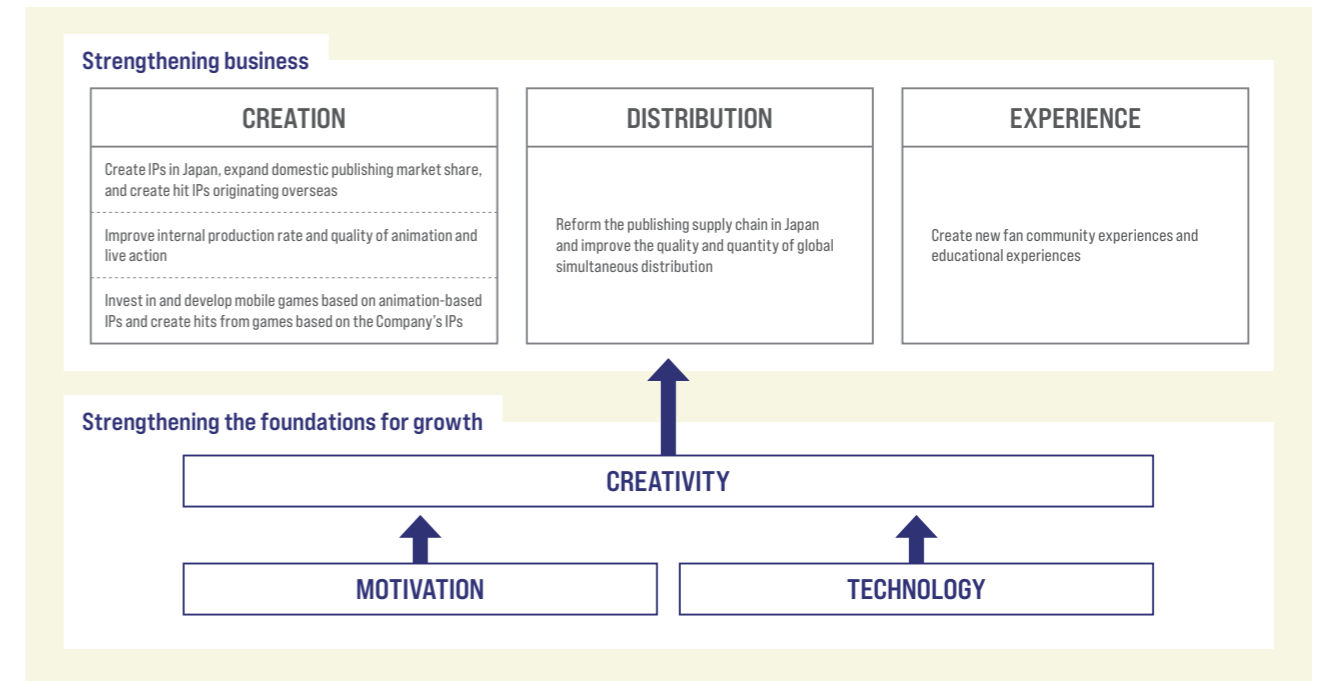 Strengthening business
CREATION
Create IPs in Japan, expand domestic publishing market share,
and create hit IPs originating overseas
Improve internal production rate and quality of animation and
live action
Invest in and develop mobile games based on animation-based
IPs and create hits from games based on the Company's IPs
DISTRIBUTION
Reform the publishing supply chain in Japan
and improve the quality and quantity of global
simultaneous distribution
EXPERIENCE
Create new fan community experiences and
educational experiences
Strengthening the foundations for growth
CREATIVITY
MOTIVATION
TECHNOLOGY